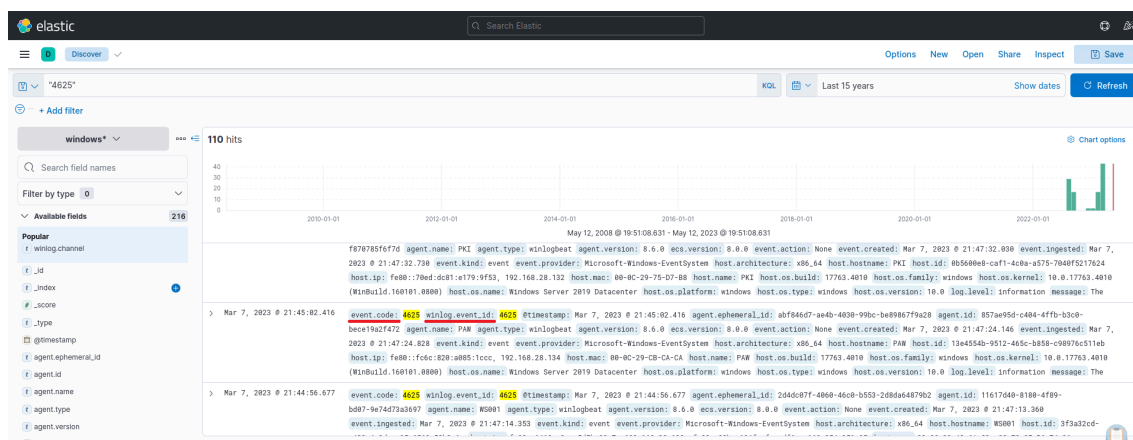 elastic
Search Elastic
D Discover
Options New Open Share Inspect Save
"4625"
KQL
Last 15 years
Show dates
Refresh
+ Add filter
windows*
110 hits
Chart options
Search field names
Filter by type 0
Available fields 216
Popular
t winlog.channel
t _id
t _index
# _score
t _type
@timestamp
t agent.ephemeral_id
t agent.id
t agent.name
t agent.type
t agent.version
40
30
20
10
0
2010-01-01 2012-01-01 2014-01-01 2016-01-01 2018-01-01 2020-01-01 2022-01-01
May 12, 2008 @ 19:51:08.631 - May 12, 2023 @ 19:51:08.631
f870785f6f7d agent.name: PKI agent.type: winlogbeat agent.version: 8.6.0 ecs.version: 8.0.0 event.action: None event.created: Mar 7, 2023 @ 21:47:32.030 event.ingested: Mar 7,
2023 @ 21:47:32.730 event.kind: event event.provider: Microsoft-Windows-EventSystem host.architecture: x86_64 host.hostname: PKI host.id: 0b5600e8-caf1-4c0a-a575-7040f5217624
host.ip: fe80::70ed:dc81:e179:9f53, 192.168.28.132 host.mac: 00-0C-29-75-D7-B8 host.name: PKI host.os.build: 17763.4010 host.os.family: windows host.os.kernel: 10.0.17763.4010
(WinBuild.160101.0800) host.os.name: Windows Server 2019 Datacenter host.os.platform: windows host.os.type: windows host.os.version: 10.0 log.level: information message: The
Mar 7, 2023 @ 21:45:02.416
event.code: 4625 winlog.event_id: 4625 @timestamp: Mar 7, 2023 @ 21:45:02.416 agent.ephemeral_id: abf846d7-ae4b-4030-99bc-be89867f9a28 agent.id: 857ae95d-c404-4ffb-b3c0-
bece19a2f472 agent.name: PAW agent.type: winlogbeat agent.version: 8.6.0 ecs.version: 8.0.0 event.action: None event.created: Mar 7, 2023 @ 21:47:24.146 event.ingested: Mar 7,
2023 @ 21:47:24.828 event.kind: event event.provider: Microsoft-Windows-EventSystem host.architecture: x86_64 host.hostname: PAW host.id: 13e4554b-9512-465c-b858-c98976c511eb
host.ip: fe80::fc6c:820:a085:1ccc, 192.168.28.134 host.mac: 00-0C-29-CB-CA-CA host.name: PAW host.os.build: 17763.4010 host.os.family: windows host.os.kernel: 10.0.17763.4010
(WinBuild.160101.0800) host.os.name: Windows Server 2019 Datacenter host.os.platform: windows host.os.type: windows host.os.version: 10.0 log.level: information message: The
Mar 7, 2023 @ 21:44:56.677
event.code: 4625 winlog.event_id: 4625 @timestamp: Mar 7, 2023 @ 21:44:56.677 agent.ephemeral_id: 2d4dc07f-4060-46c0-b553-2d8da64879b2 agent.id: 11617d40-8180-4f89-
bd07-9e74d73a3697 agent.name: WS001 agent.type: winlogbeat agent.version: 8.6.0 ecs.version: 8.0.0 event.action: None event.created: Mar 7, 2023 @ 21:47:13.360
event.ingested: Mar 7, 2023 @ 21:47:14.353 event.kind: event event.provider: Microsoft-Windows-EventSystem host.architecture: x86_64 host.hostname: WS001 host.id: 3f3a32cd-